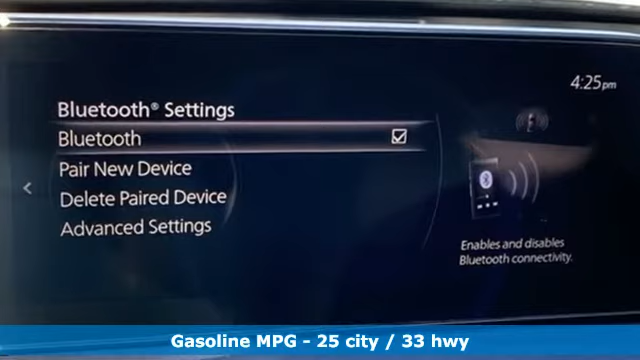 4:25pm
Bluetooth® Settings
Bluetooth
Pair New Device
Delete Paired Device
Advanced Settings
Enables and disables
Bluetooth connectivity.
Gasoline MPG - 25 city / 33 hwy